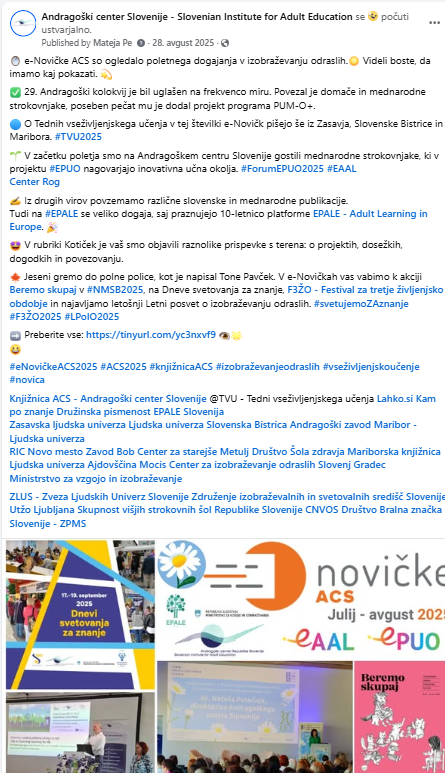 Andragoški center Slovenije - Slovenian Institute for Adult Education se 😉 počuti
ustvarjalno.
Published by Mateja Pe · 28. avgust 2025 ·
e-Novičke ACS so ogledalo poletnega dogajanja v izobraževanju odraslih. Videli boste, da
imamo kaj pokazati.
✅ 29. Andragoški kolokvij je bil uglašen na frekvenco miru. Povezal je domače in mednarodne
strokovnjake, poseben pečat mu je dodal projekt programa PUM-O+.
🔵 O Tednih vseživljenjskega učenja v tej številki e-Novičk pišejo še iz Zasavja, Slovenske Bistrice in
Maribora. #TVU2025
🌱 V začetku poletja smo na Andragoškem centru Slovenije gostili mednarodne strokovnjake, ki v
projektu #EPUO nagovarjajo inovativna učna okolja. #ForumEPUO2025 #EAAL
Center Rog
✍️ Iz drugih virov povzemamo različne slovenske in mednarodne publikacije.
Tudi na #EPALE se veliko dogaja, saj praznujejo 10-letnico platforme EPALE - Adult Learning in
Europe. 🎉
🤩 V rubriki Kotiček je vaš smo objavili raznolike prispevke s terena: o projektih, dosežkih,
dogodkih in povezovanju.
🍁 Jeseni gremo do polne police, kot je napisal Tone Pavček. V e-Novičkah vas vabimo k akciji
Beremo skupaj v #NMSB2025, na Dneve svetovanja za znanje, F3ŽO - Festival za tretje življenjsko
obdobje in najavljamo letošnji Letni posvet o izobraževanju odraslih. #svetujemoZAznanje
#F3ŽO2025 #LPoIO2025
➡️ Preberite vse: https://tinyurl.com/yc3nxvf9
#eNovičkeACS2025 #ACS2025 #knjižnicaACS #izobraževanjeodraslih #vseživljenjskoučenje
#novica
Knjižnica ACS - Andragoški center Slovenije @TVU - Tedni vseživljenjskega učenja Lahko.si Kam
po znanje Družinska pismenost EPALE Slovenija
Zasavska ljudska univerza Ljudska univerza Slovenska Bistrica Andragoški zavod Maribor -
Ljudska univerza
RIC Novo mesto Zavod Bob Center za starejše Metulj Društvo Šola zdravja Mariborska knjižnica
Ljudska univerza Ajdovščina Mocis Center za izobraževanje odraslih Slovenj Gradec
Ministrstvo za vzgojo in izobraževanje
ZLUS - Zveza Ljudskih Univerz Slovenije Združenje izobraževalnih in svetovalnih središč Slovenije
Utžo Ljubljana Skupnost višjih strokovnih šol Republike Slovenije CNVOS Društvo Bralna značka
Slovenije - ZPMS
17.-19. september
2025
Dnevi
svetovanja
za znanje
EPALE
novičke
ACS
Julij - avgust 2025
eAAL ePUO
Beremo
skupaj